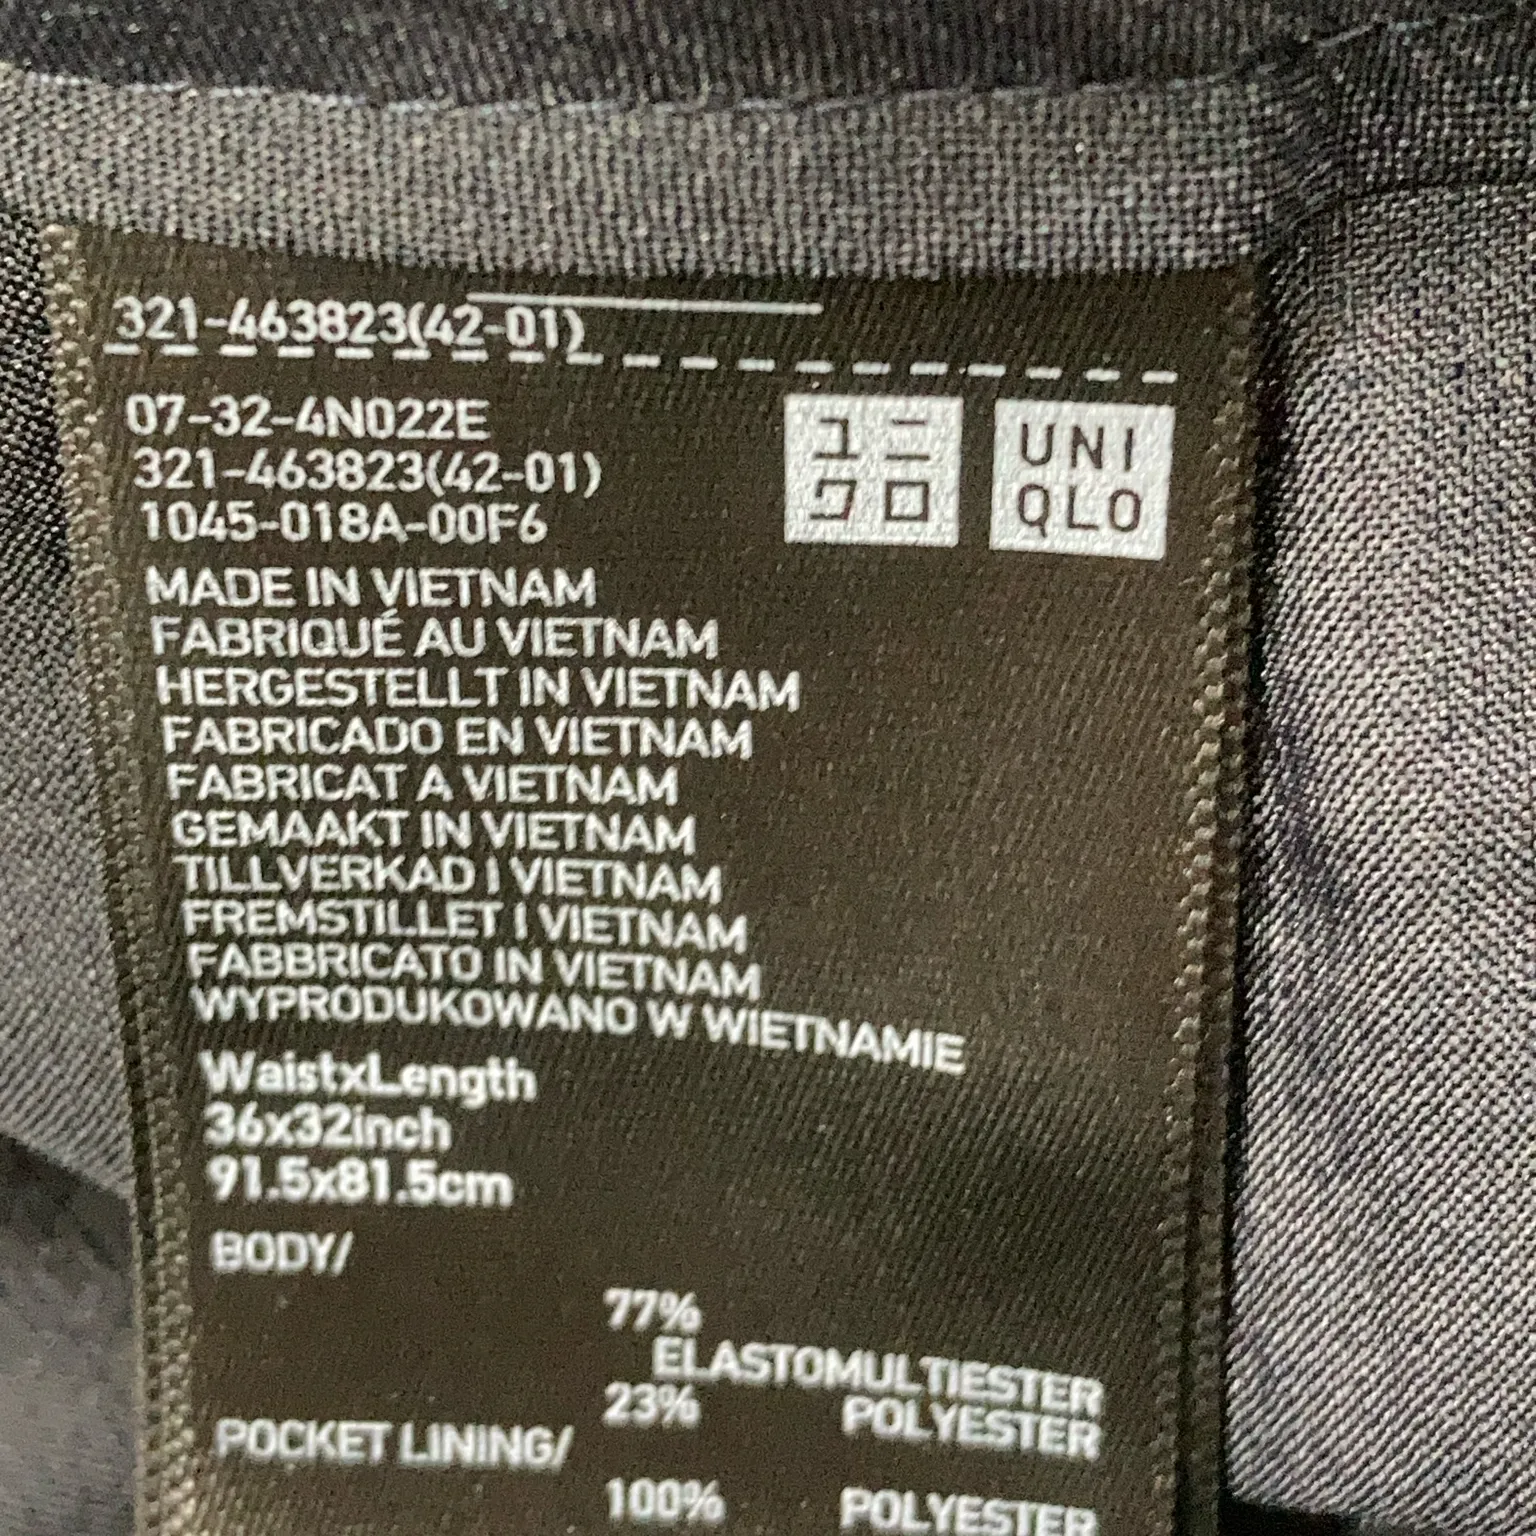 321-463823(42-01)
07-32-4N022E
321-463823(42-01)
1045-018A-00F6
ユニ
クロ
UNI
QLO
MADE IN VIETNAM
FABRIQUÉ AU VIETNAM
HERGESTELLT IN VIETNAM
FABRICADO EN VIETNAM
FABRICAT A VIETNAM
GEMAAKT IN VIETNAM
TILLVERKAD I VIETNAM
FREMSTILLET I VIETNAM
FABBRICATO IN VIETNAM
WYPRODUKOWANO W WIETNAMIE
WaistxLength
36x32inch
91.5x81.5cm
BODY/
77%
ELASTOMULTIESTER
23% POLYESTER
POCKET LINING/
100% POLYESTER